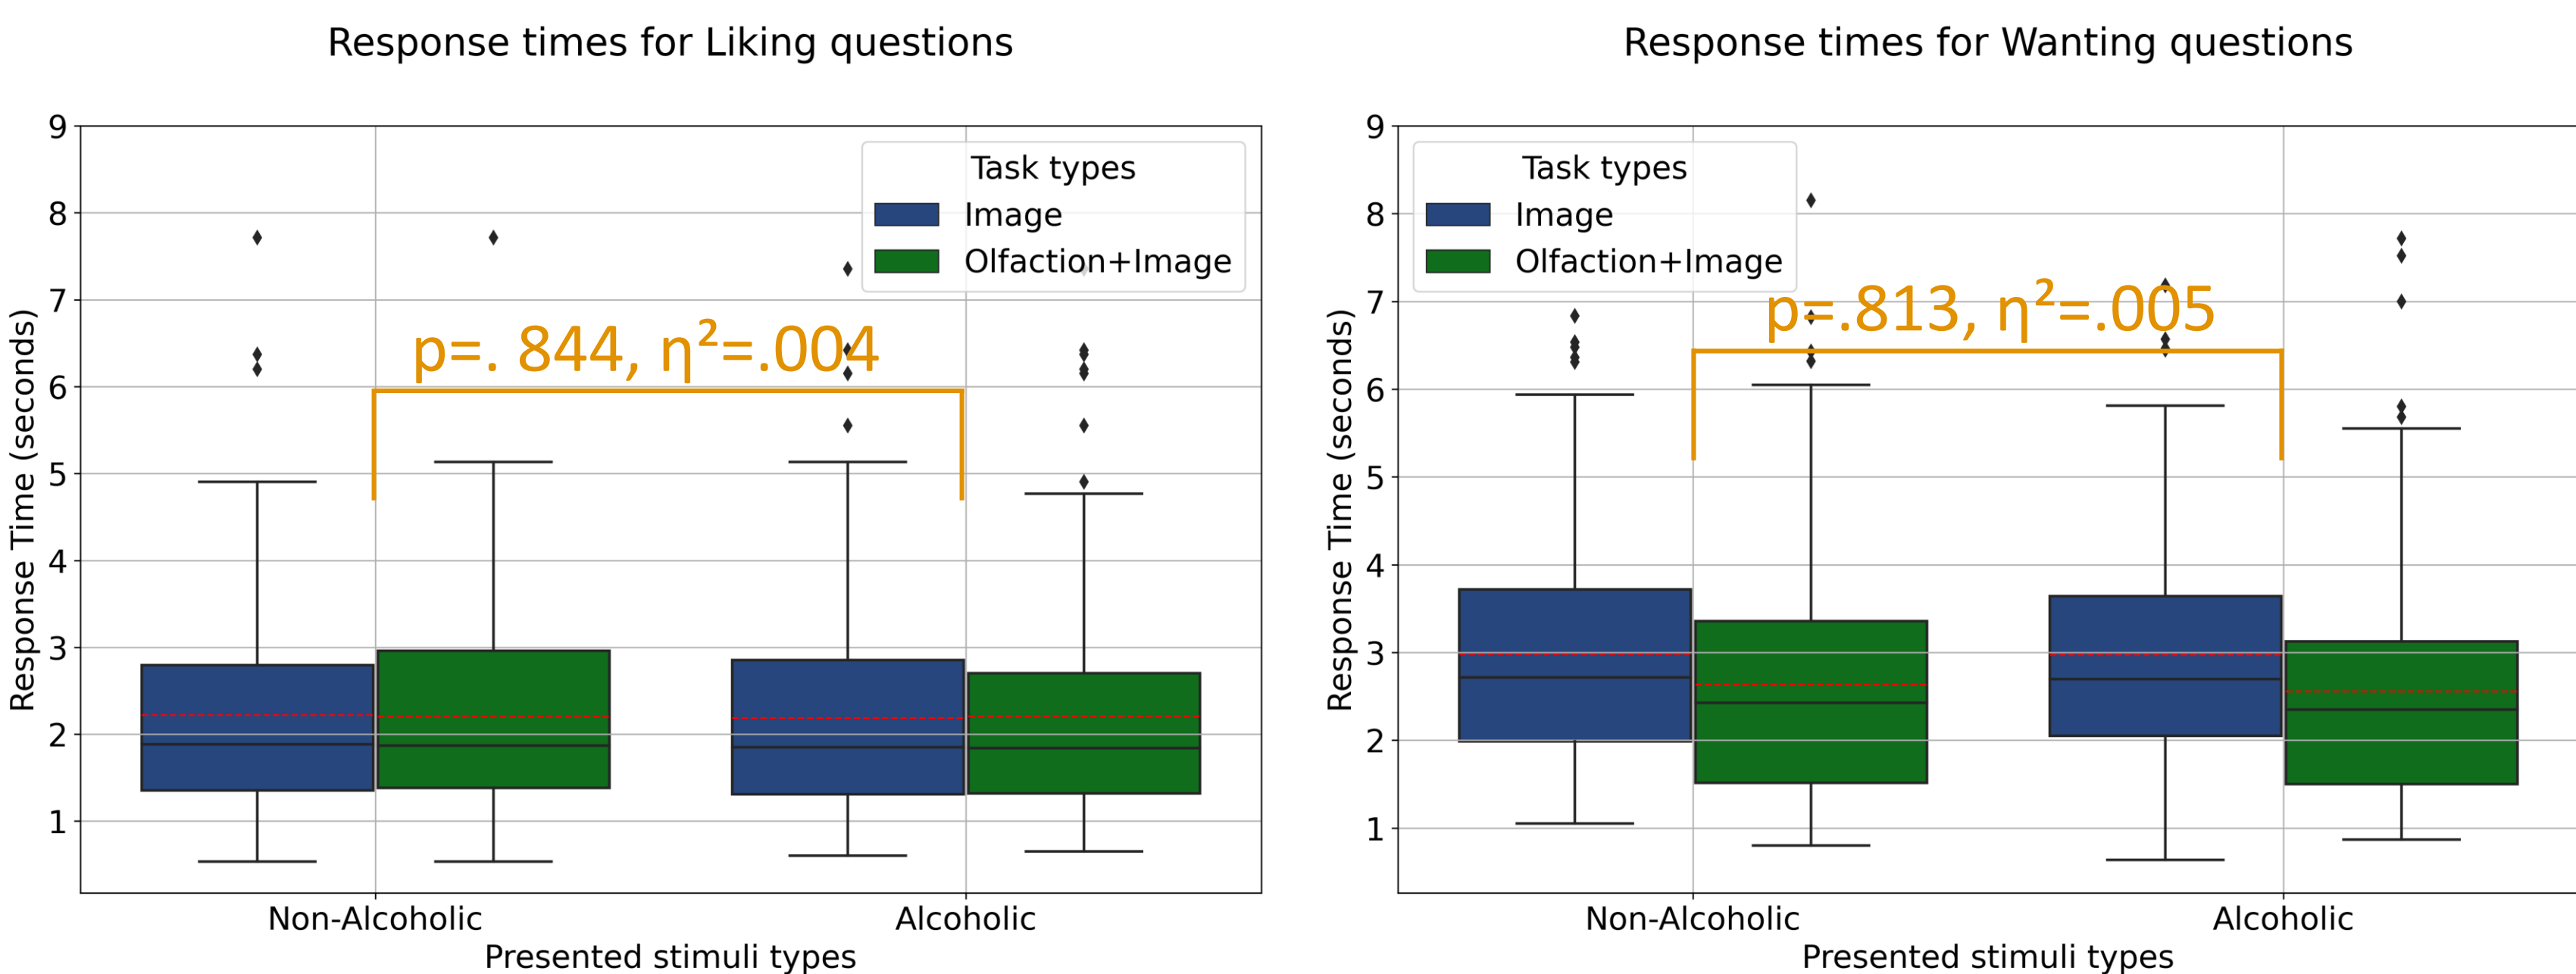 Response times for Liking questions
Response Time (seconds)
9
8
7
6
5
4
3
2
1
Task types
Image
Olfaction+Image
p=. 844, η²=.004
Non-Alcoholic
Alcoholic
Presented stimuli types
Response times for Wanting questions
Response Time (seconds)
9
8
7
6
5
4
3
2
1
Task types
Image
Olfaction+Image
p=.813, η²=.005
Non-Alcoholic
Alcoholic
Presented stimuli types